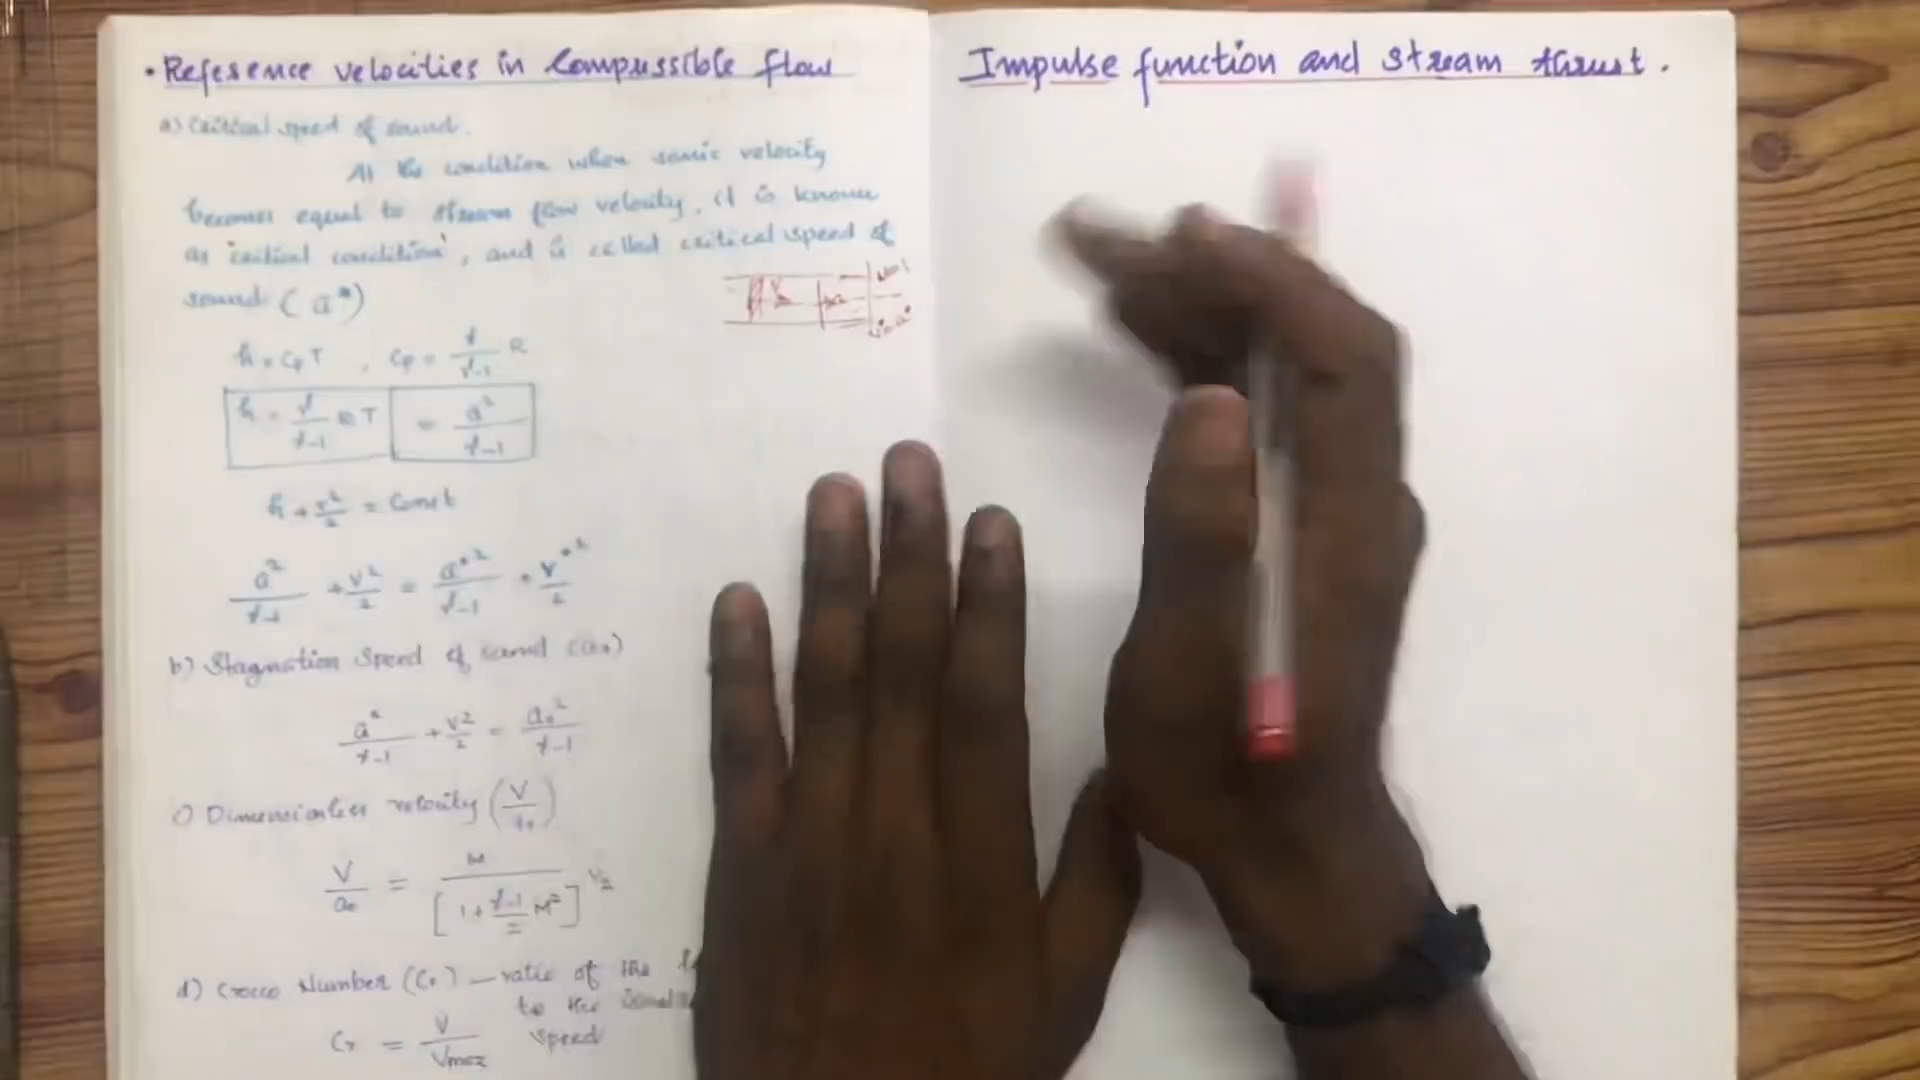 • Reference velocities in Compressible flow
a) Critical speed of sound.
At the condition when sonic velocity
becomes equal to stream flow velocity, it is known
as 'critical condition', and is called critical speed of
sound (a*)
h = CpT , Cp = γ/γ-1 R
h = γ/γ-1 RT = a²/γ-1
h + v²/2 = Const
a²/γ-1 + v²/2 = a*²/γ-1 + v*²/2
b) Stagnation Speed of sound (a₀)
a²/γ-1 + v²/2 = a₀²/γ-1
c) Dimensionless velocity (V/a₀)
V/a₀ = M/[1+γ-1/2 M²]^1/2
d) Crocco Number (Cr) — ratio of the
to the
Cr = V/Vmax speed
Impulse function and stream thrust.